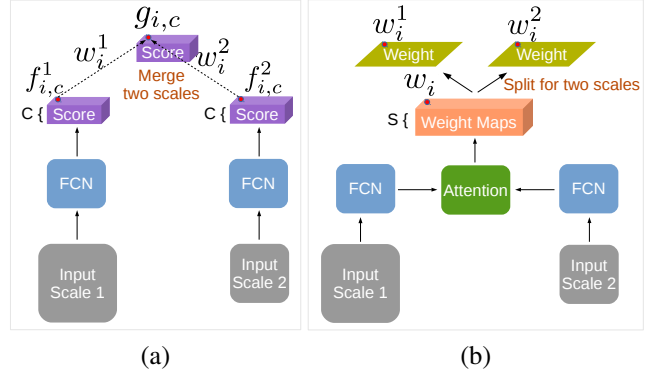 g_{i,c}
Score
w_i^1
w_i^2
Merge
two scales
f_{i,c}^1
f_{i,c}^2
C { Score
C { Score
FCN
FCN
Input
Scale 1
Input
Scale 2
(a)
w_i^1
w_i^2
Weight
Weight
w_i
Split for two scales
S { Weight Maps
FCN
Attention
FCN
Input
Scale 1
Input
Scale 2
(b)